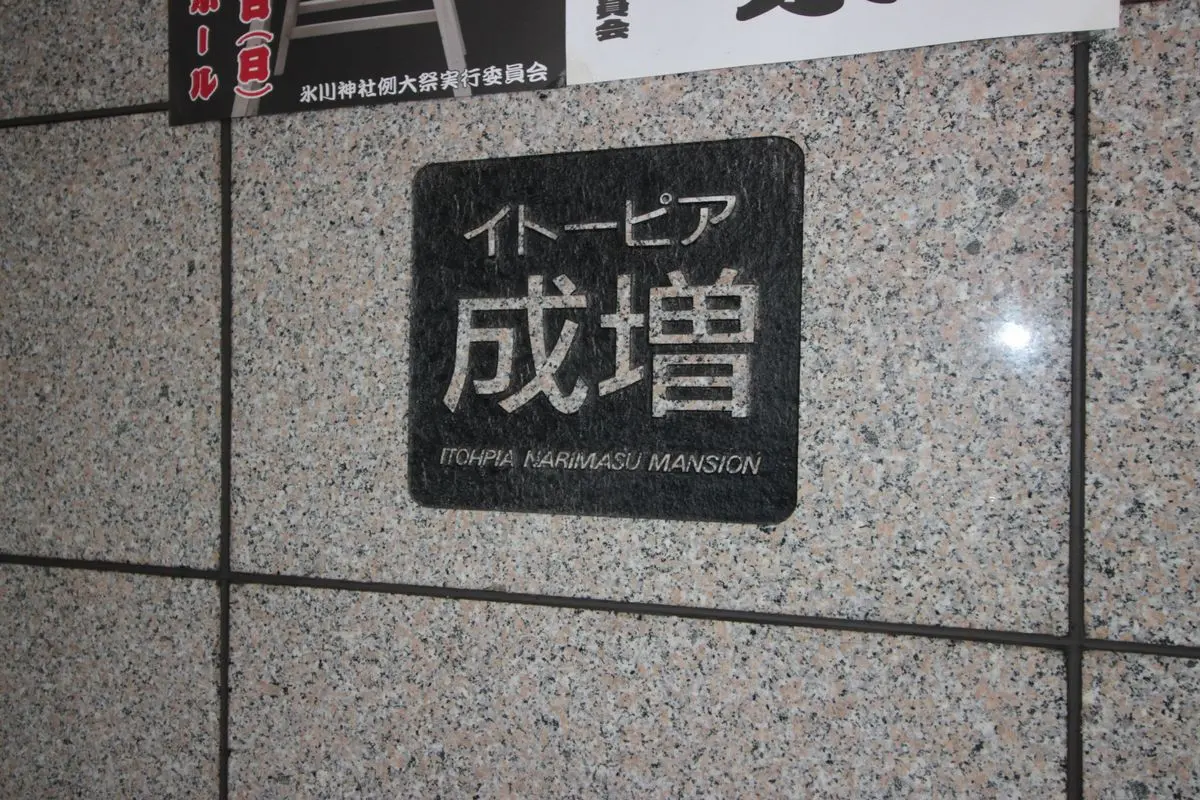 ホール
日(日)
氷川神社例大祭実行委員会
員会
イトーピア
成増
ITOHPIA NARIMASU MANSION